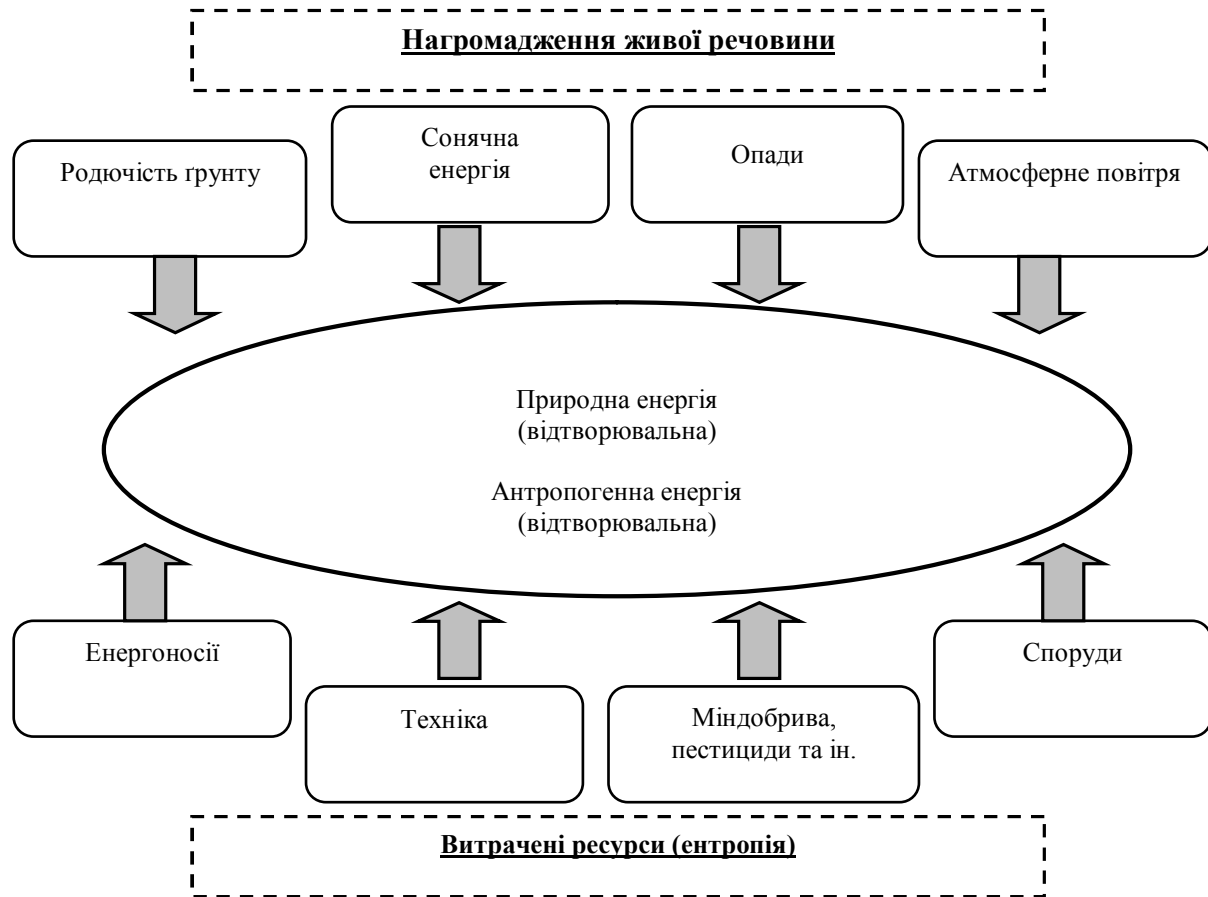 Нагромадження живої речовини
Родючість ґрунту
Сонячна
енергія
Опади
Атмосферне повітря
Природна енергія
(відтворювальна)
Антропогенна енергія
(відтворювальна)
Енергоносії
Техніка
Міндобрива,
пестициди та ін.
Споруди
Витрачені ресурси (ентропія)